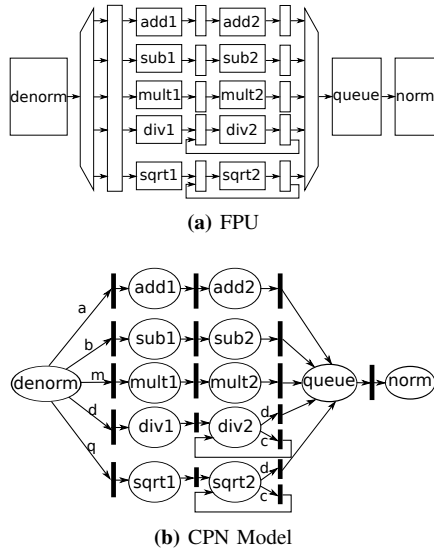 add1 add2
sub1 sub2
denorm mult1 mult2 queue norm
div1 div2
sqrt1 sqrt2
(a) FPU
add1 add2
a
b sub1 sub2
denorm m mult1 mult2 queue norm
d div1 div2 d
c
q sqrt1 sqrt2 d
c
(b) CPN Model